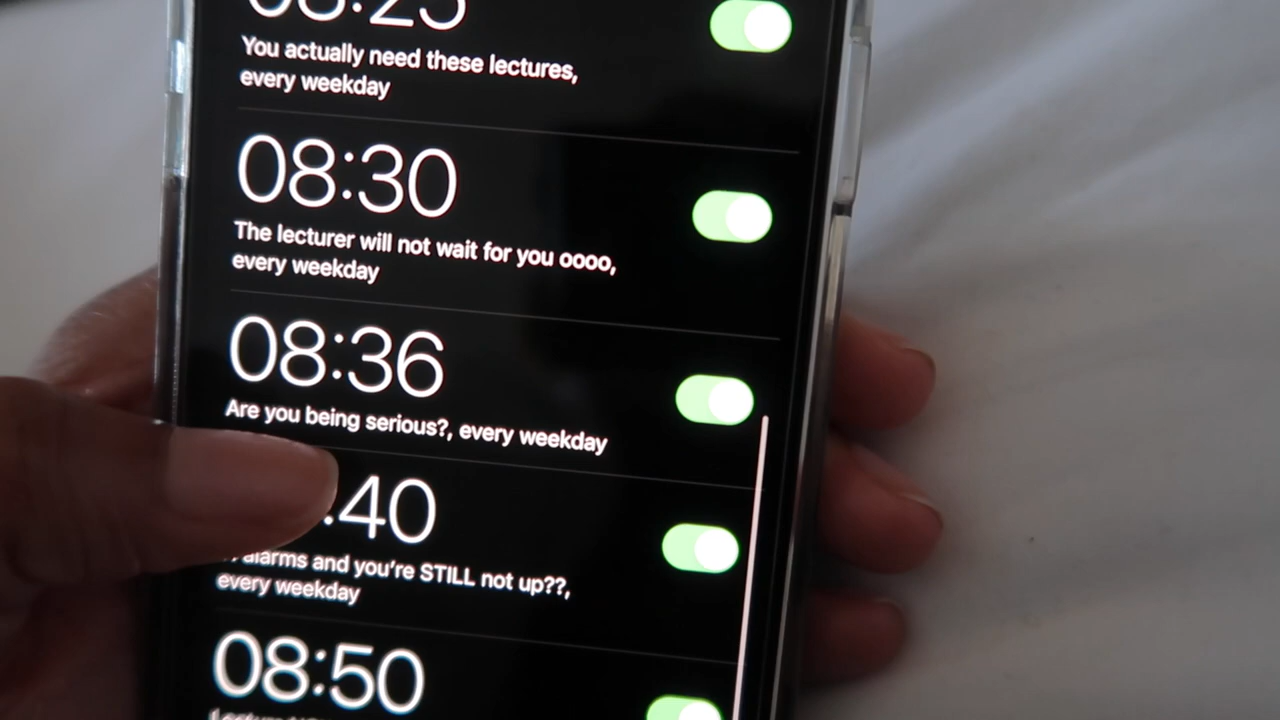 08:25
You actually need these lectures,
every weekday
08:30
The lecturer will not wait for you oooo,
every weekday
08:36
Are you being serious?, every weekday
:40
alarms and you're STILL not up??,
every weekday
08:50